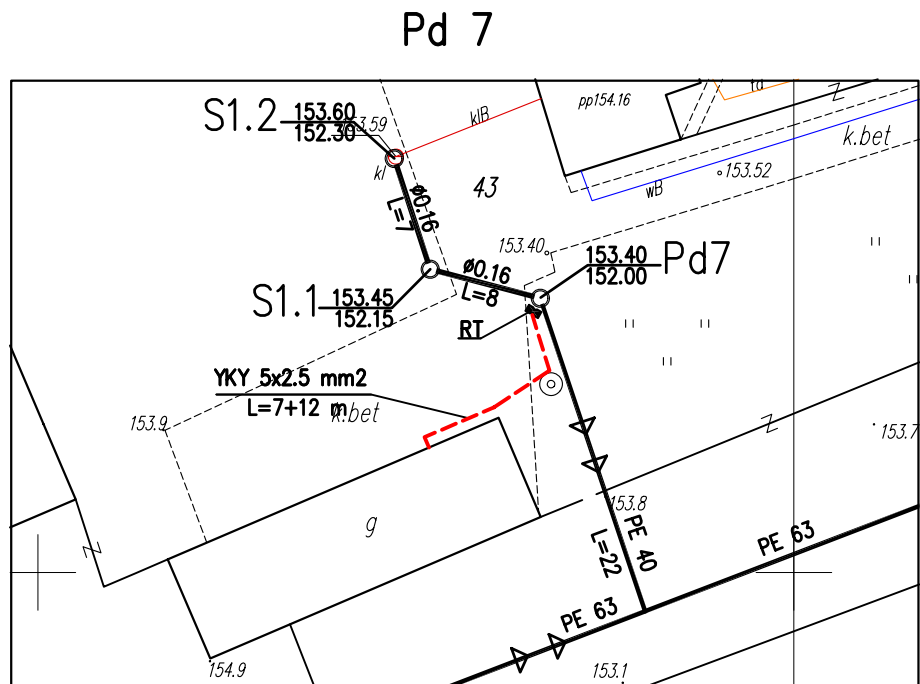 Pd 7
td
Z
pp154.16
S1.2 153.60
152.30
3.59
klB
k.bet
kł
43
153.52
wB
ø0.16
L=7
153.40
153.40
152.00
Pd7
ø0.16
L=8
S1.1 153.45
152.15
RT
YKY 5x2.5 mm2
L=7+12 m
k.bet
153.9
Z
153.7
g
153.8
PE 40
L=22
PE 63
Z
PE 63
154.9
153.1